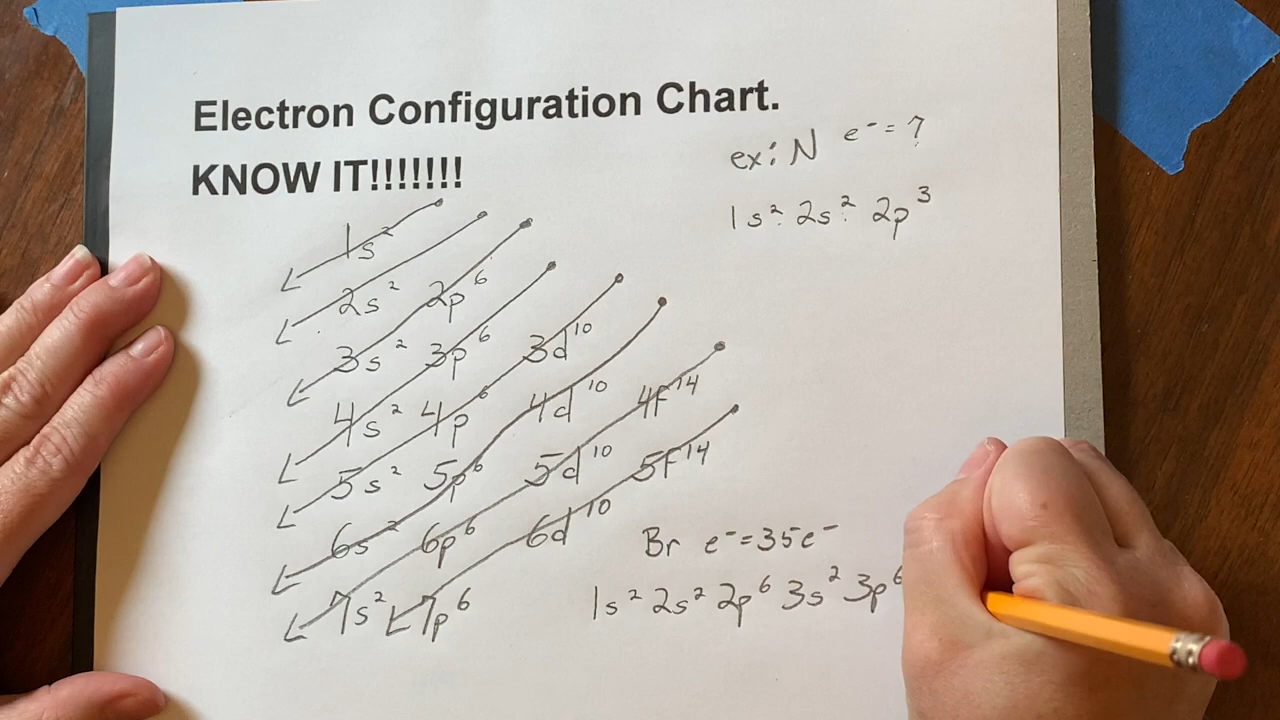 Electron Configuration Chart.
KNOW IT!!!!!!!
ex: N e⁻ = ?
1s² 2s² 2p³
1s²
2s² 2p⁶
3s² 3p⁶ 3d¹⁰
4s² 4p⁶ 4d¹⁰ 4f¹⁴
5s² 5p⁶ 5d¹⁰ 5f¹⁴
6s² 6p⁶ 6d¹⁰
7s² 7p⁶
Br e⁻=35e⁻
1s² 2s² 2p⁶ 3s² 3p⁶